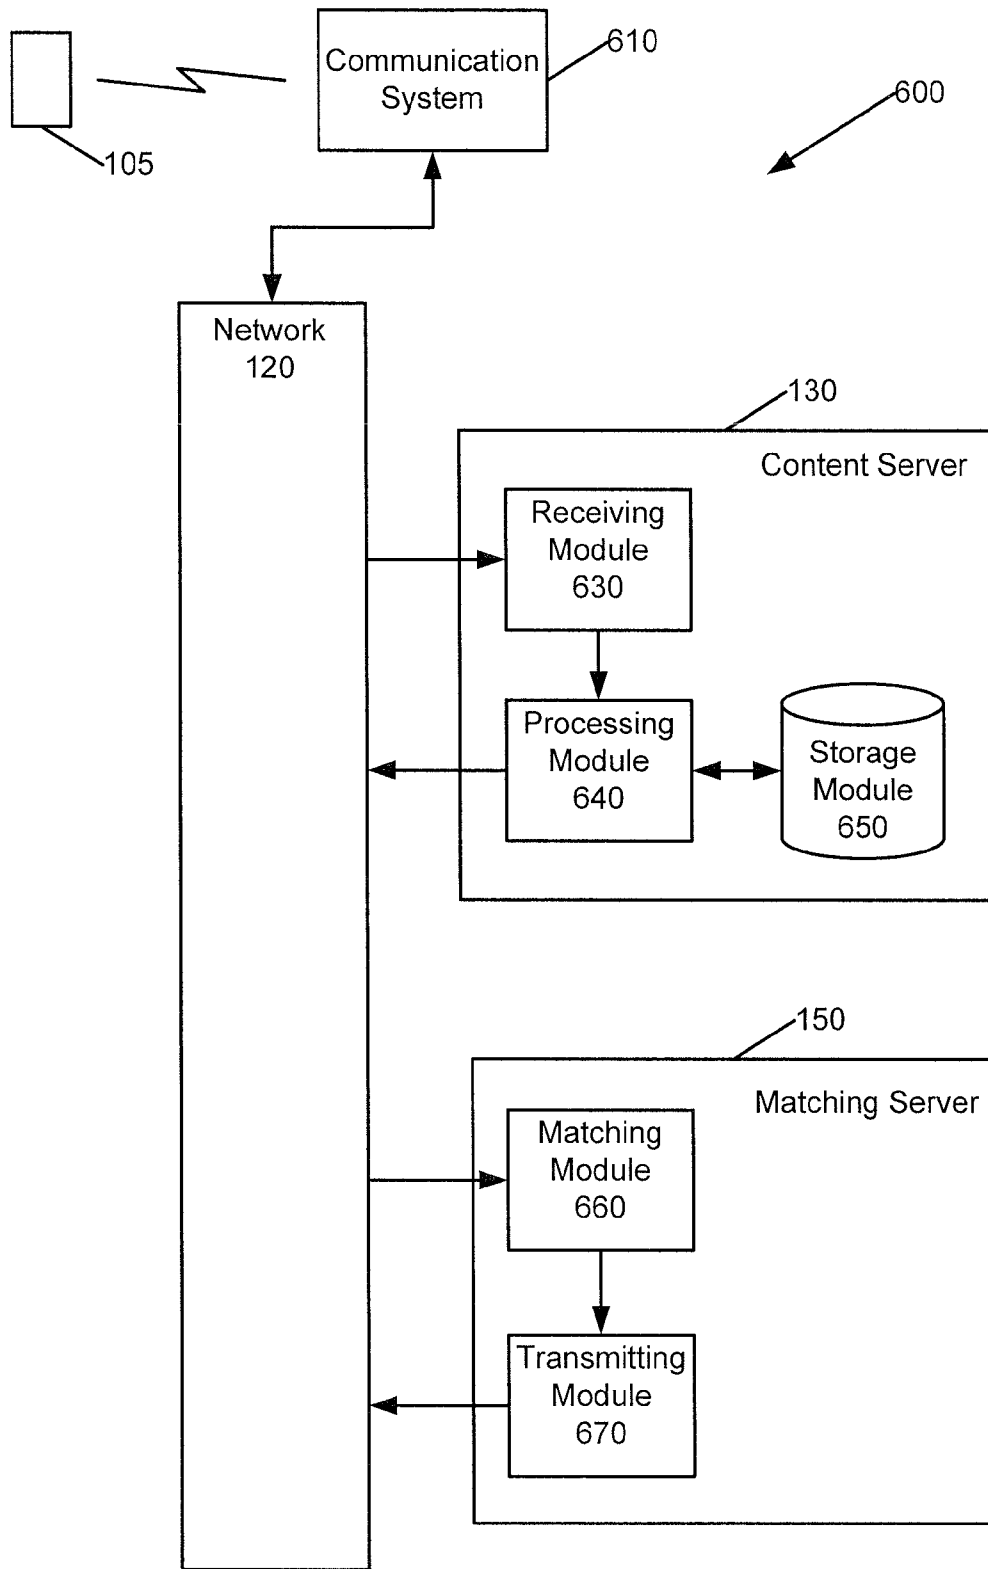 Communication
System
610
600
105
Network
120
130
Content Server
Receiving
Module
630
Processing
Module
640
Storage
Module
650
150
Matching Server
Matching
Module
660
Transmitting
Module
670